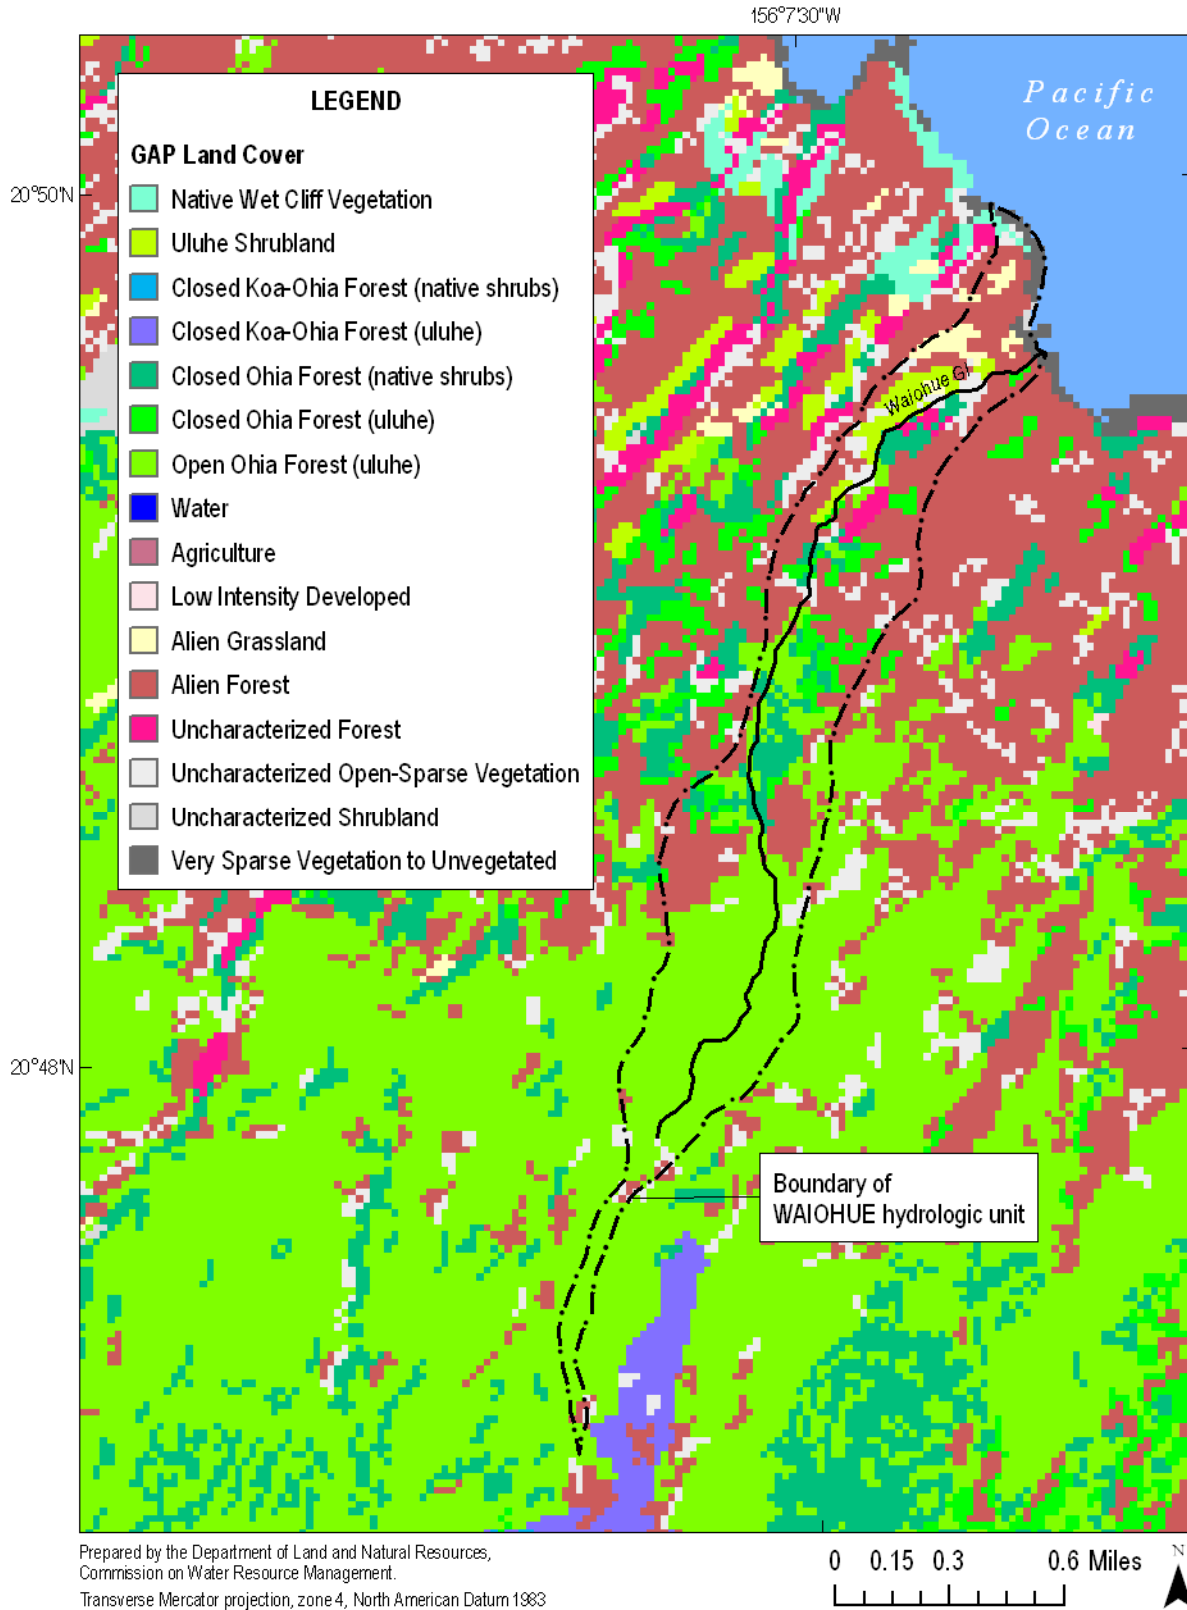 156°7'30"W
Pacific
Ocean
LEGEND
GAP Land Cover
Native Wet Cliff Vegetation
20°50'N
Uluhe Shrubland
Closed Koa-Ohia Forest (native shrubs)
Closed Koa-Ohia Forest (uluhe)
Closed Ohia Forest (native shrubs)
Waiohue Gl
Closed Ohia Forest (uluhe)
Open Ohia Forest (uluhe)
Water
Agriculture
Low Intensity Developed
Alien Grassland
Alien Forest
Uncharacterized Forest
Uncharacterized Open-Sparse Vegetation
Uncharacterized Shrubland
Very Sparse Vegetation to Unvegetated
20°48'N
Boundary of
WAIOHUE hydrologic unit
Prepared by the Department of Land and Natural Resources,
Commission on Water Resource Management.
Transverse Mercator projection, zone 4, North American Datum 1983
0 0.15 0.3 0.6 Miles
N